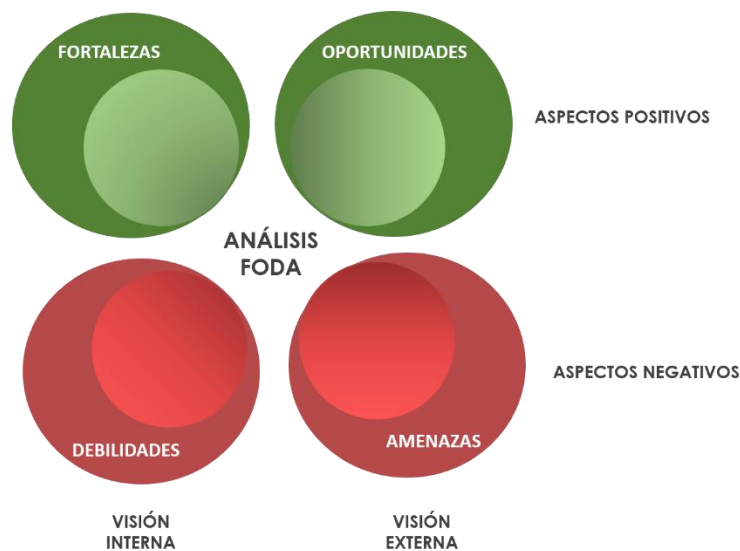 FORTALEZAS
OPORTUNIDADES
ASPECTOS POSITIVOS
ANÁLISIS
FODA
ASPECTOS NEGATIVOS
DEBILIDADES
AMENAZAS
VISIÓN
INTERNA
VISIÓN
EXTERNA